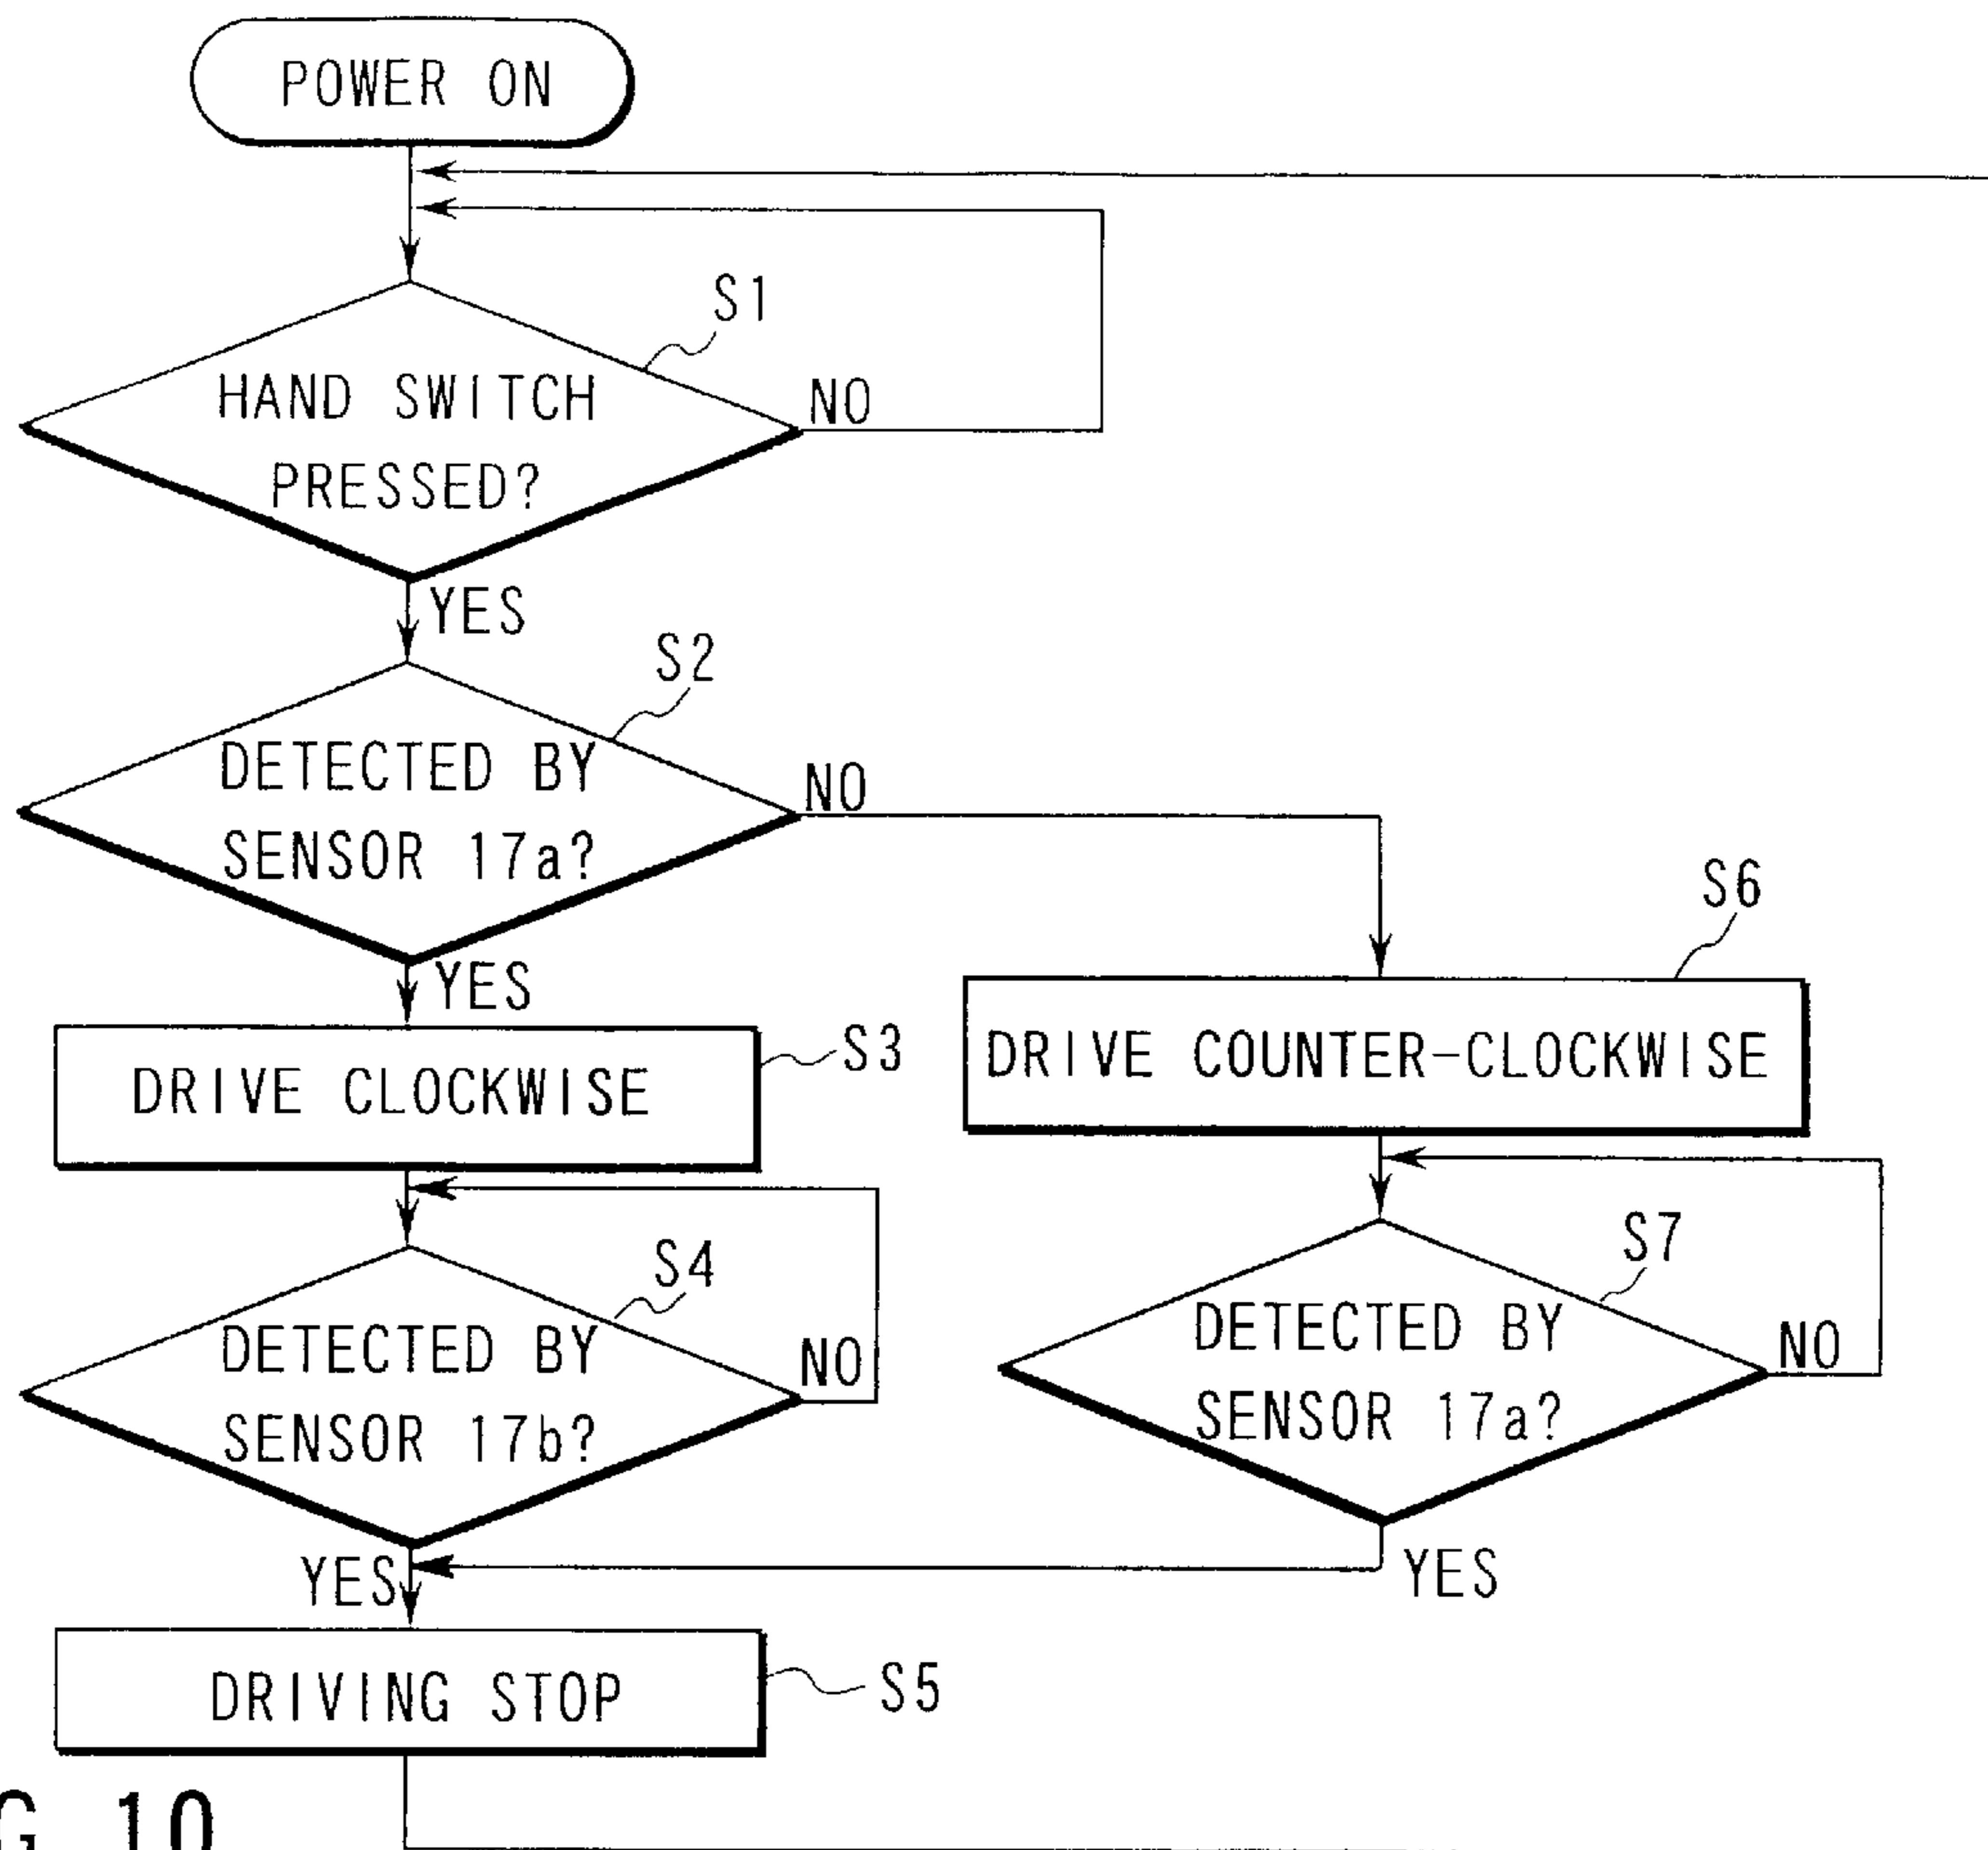 POWER ON
S1
HAND SWITCH
PRESSED?
NO
YES
S2
DETECTED BY
SENSOR 17a?
NO
YES
S6
DRIVE COUNTER-CLOCKWISE
DRIVE CLOCKWISE
S3
S4
DETECTED BY
SENSOR 17b?
NO
YES
S7
DETECTED BY
SENSOR 17a?
NO
YES
DRIVING STOP
S5
G 10